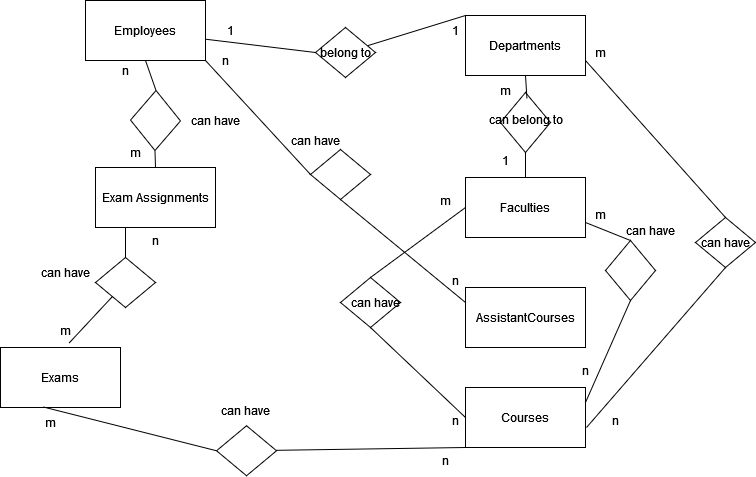 Employees
1
belong to
1
Departments
m
n
n
m
can have
can have
can belong to
m
1
Exam Assignments
m
Faculties
m
n
can have
can have
can have
n
can have
AssistantCourses
m
Exams
n
can have
m
n
Courses
n
n